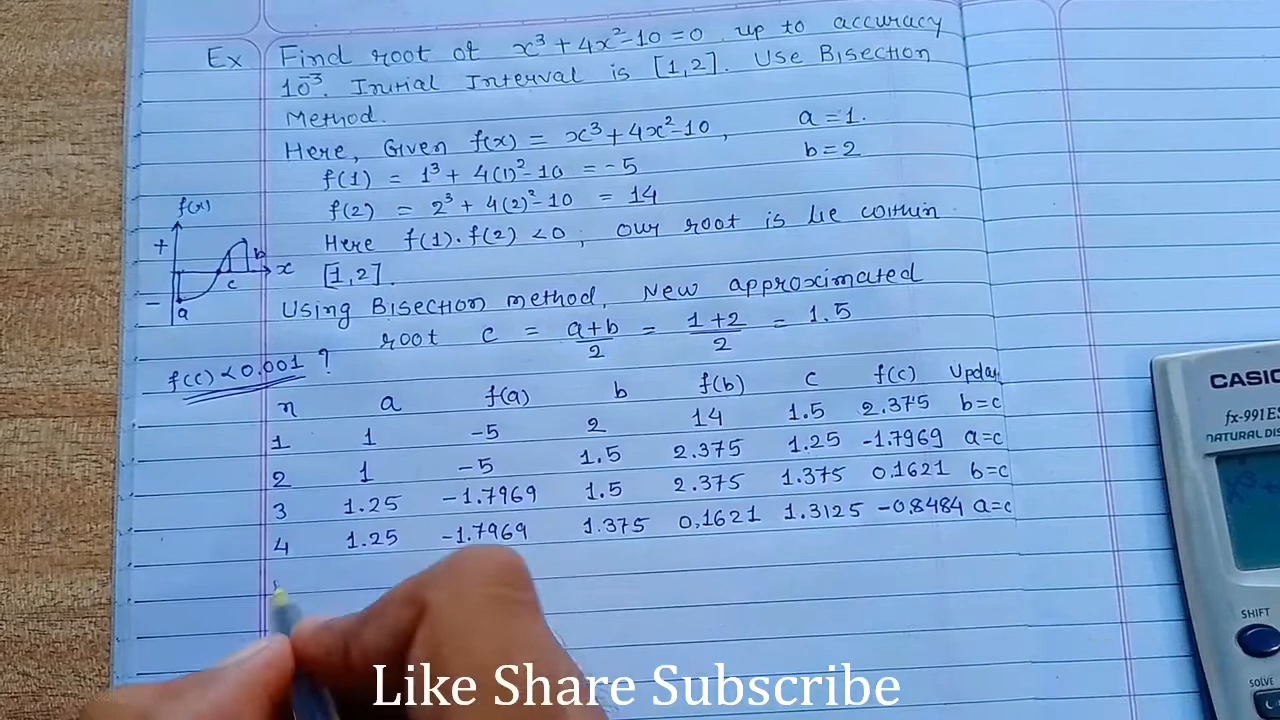 Ex Find root of x³ + 4x² - 10 = 0 up to accuracy
10⁻³. Initial Interval is [1,2]. Use Bisection
Method.
Here, Given f(x) = x³ + 4x² - 10, a = 1.
b = 2
f(1) = 1³ + 4(1)² - 10 = -5
f(2) = 2³ + 4(2)² - 10 = 14
Here f(1).f(2) < 0, our root is lie within
[1,2].
f(x)
+
b
x
c
-
a
Using Bisection method, New approximated
root c = a+b/2 = 1+2/2 = 1.5
f(c) < 0.001 ?
n a f(a) b f(b) c f(c) Updat
1 1 -5 2 14 1.5 2.375 b=c
2 1 -5 1.5 2.375 1.25 -1.7969 a=c
3 1.25 -1.7969 1.5 2.375 1.375 0.1621 b=c
4 1.25 -1.7969 1.375 0.1621 1.3125 -0.8484 a=c
CASIO
fx-991ES
NATURAL DIS
SHIFT
SOLVE
Like Share Subscribe